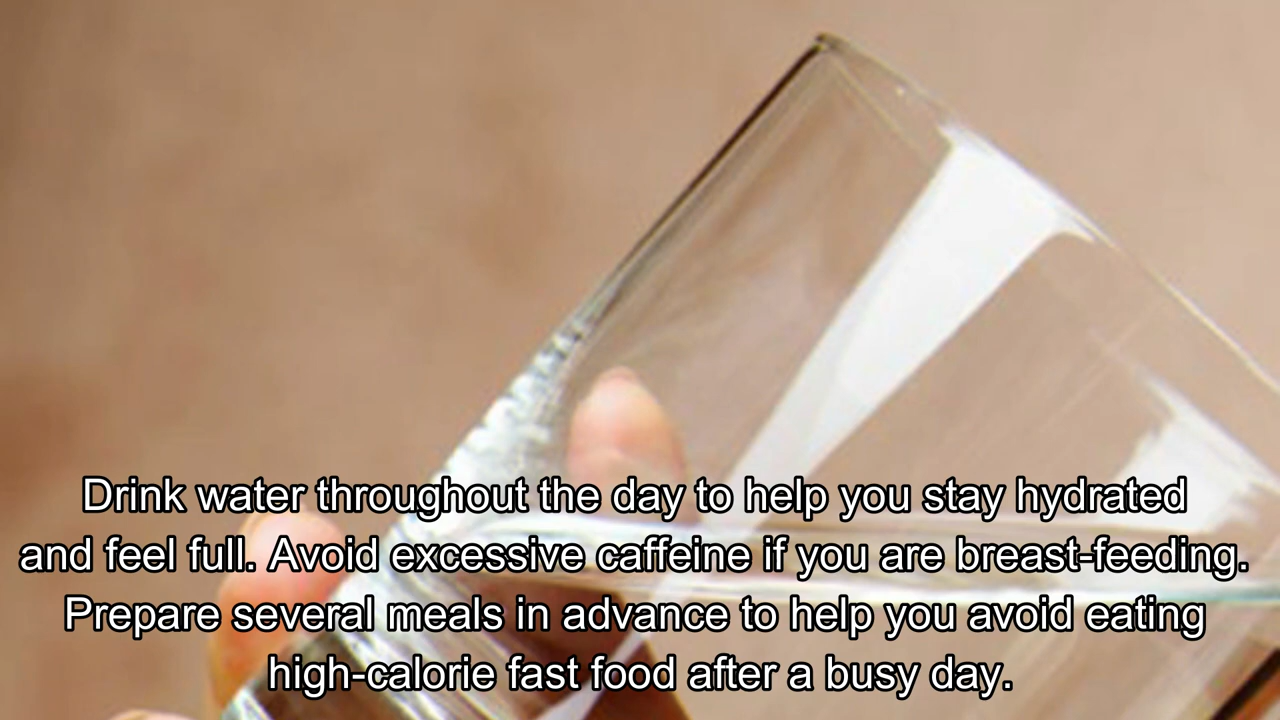 Drink water throughout the day to help you stay hydrated
and feel full. Avoid excessive caffeine if you are breast-feeding.
Prepare several meals in advance to help you avoid eating
high-calorie fast food after a busy day.